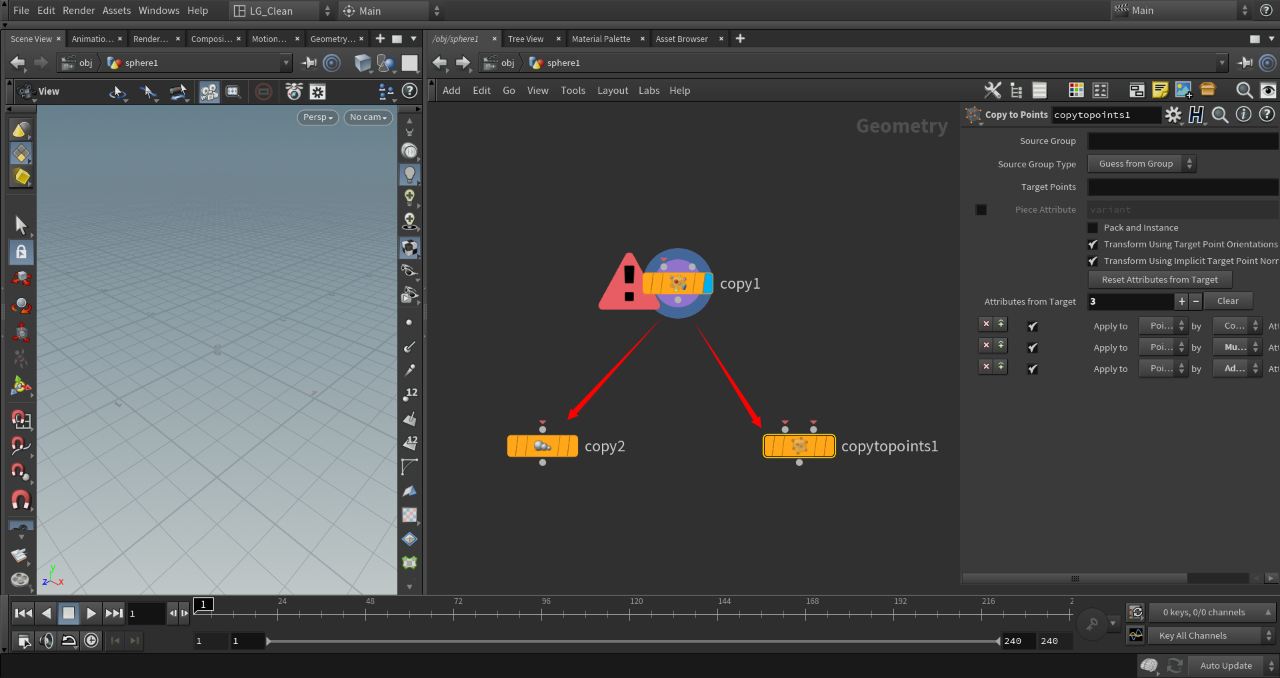 File Edit Render Assets Windows Help LG_Clean Main Main
Scene View Animatio... Render... Composi... Motion... Geometry... /obj/sphere1 Tree View Material Palette Asset Browser
obj sphere1 obj sphere1
View Add Edit Go View Tools Layout Labs Help
Persp No cam
Geometry
Copy to Points copytopoints1
Source Group
Source Group Type Guess from Group
Target Points
Piece Attribute variant
Pack and Instance
Transform Using Target Point Orientations
Transform Using Implicit Target Point Nor
Reset Attributes from Target
Attributes from Target 3 + − Clear
Apply to Poi... by Co... At
Apply to Poi... by Mu... At
Apply to Poi... by Ad... At
copy1
copy2
copytopoints1
12
12
y
z x
1 1 24 48 72 96 120 144 168 192 216 2
0 keys, 0/0 channels
1 1 240 240 Key All Channels
Auto Update